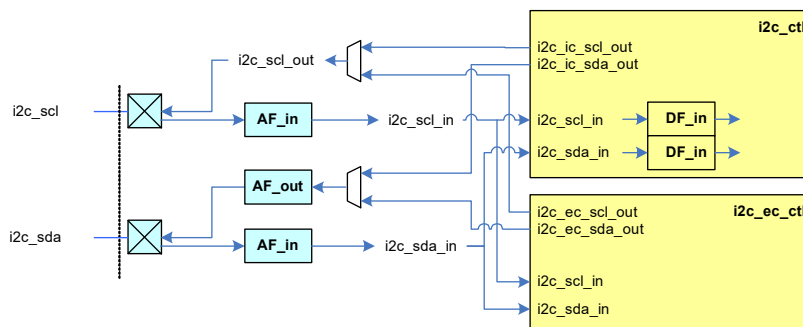 i2c_ctl
i2c_ic_scl_out
i2c_scl_out
i2c_ic_sda_out
i2c_scl
AF_in
i2c_scl_in
i2c_scl_in
DF_in
i2c_sda_in
DF_in
AF_out
i2c_ec_ctl
i2c_ec_scl_out
i2c_ec_sda_out
i2c_sda
AF_in
i2c_sda_in
i2c_scl_in
i2c_sda_in